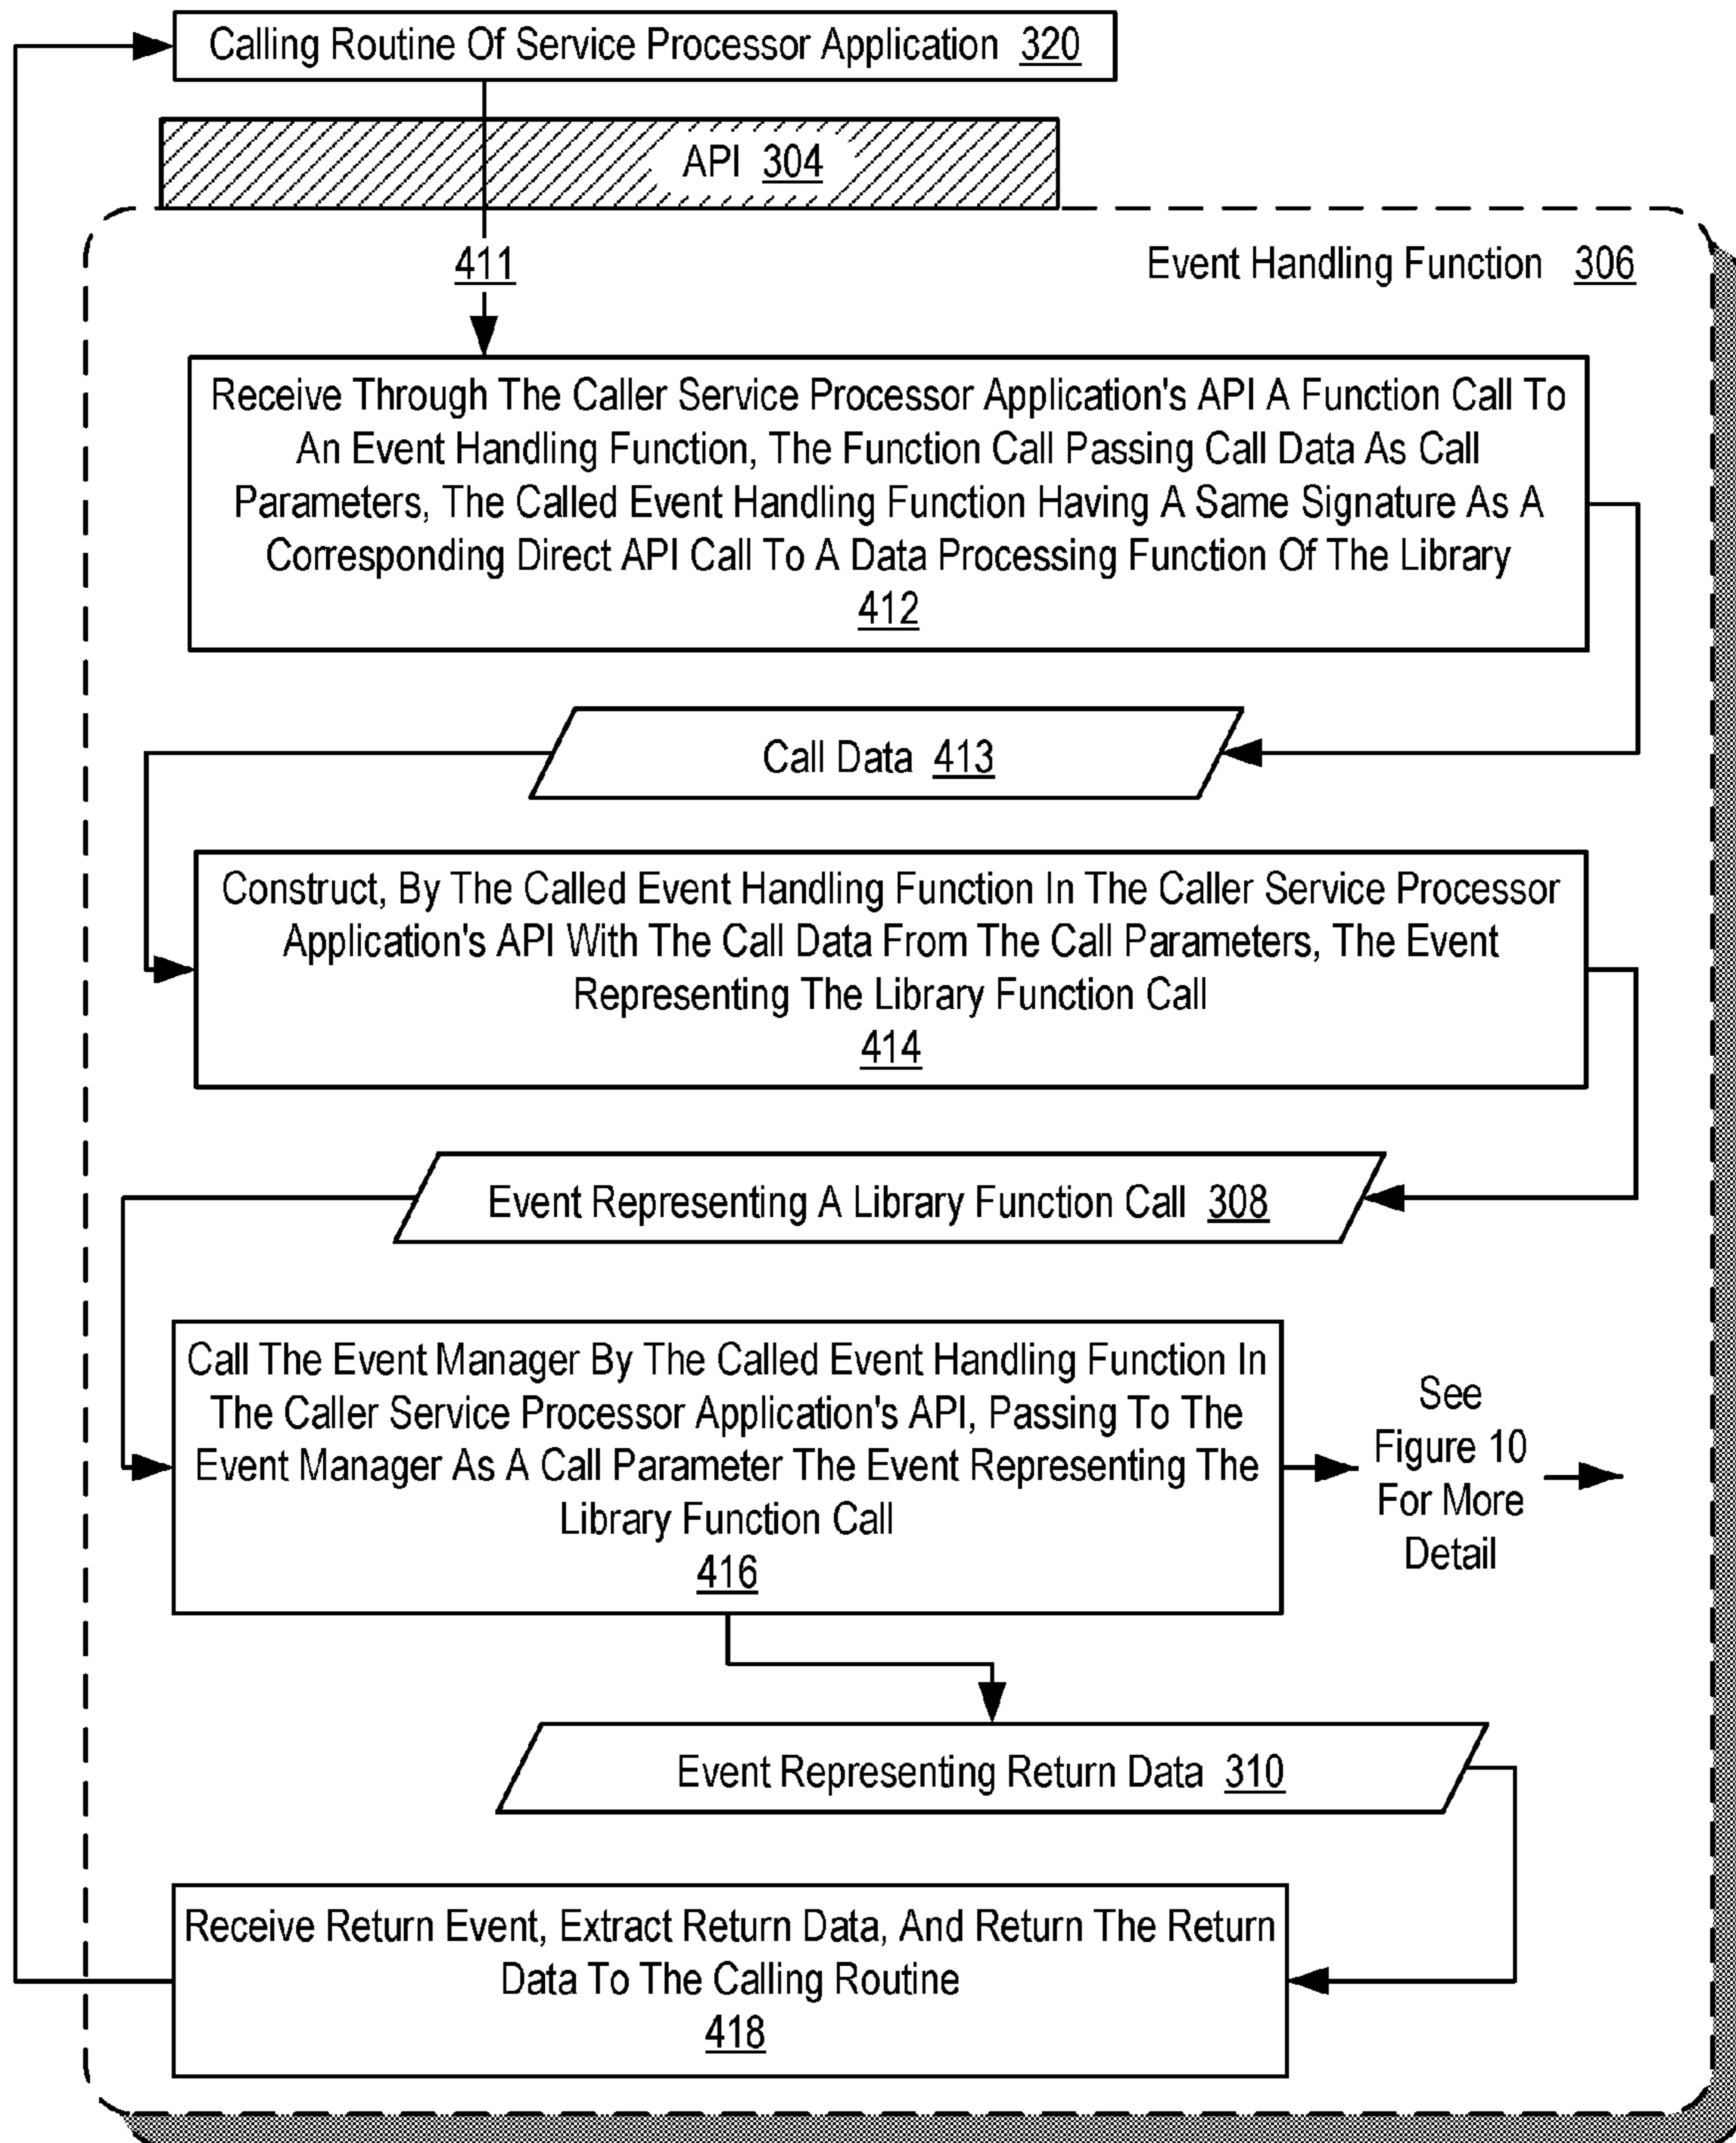 Calling Routine Of Service Processor Application 320
API 304
411
Event Handling Function 306
Receive Through The Caller Service Processor Application's API A Function Call To
An Event Handling Function, The Function Call Passing Call Data As Call
Parameters, The Called Event Handling Function Having A Same Signature As A
Corresponding Direct API Call To A Data Processing Function Of The Library
412
Call Data 413
Construct, By The Called Event Handling Function In The Caller Service Processor
Application's API With The Call Data From The Call Parameters, The Event
Representing The Library Function Call
414
Event Representing A Library Function Call 308
Call The Event Manager By The Called Event Handling Function In
The Caller Service Processor Application's API, Passing To The
Event Manager As A Call Parameter The Event Representing The
Library Function Call
416
See
Figure 10
For More
Detail
Event Representing Return Data 310
Receive Return Event, Extract Return Data, And Return The Return
Data To The Calling Routine
418